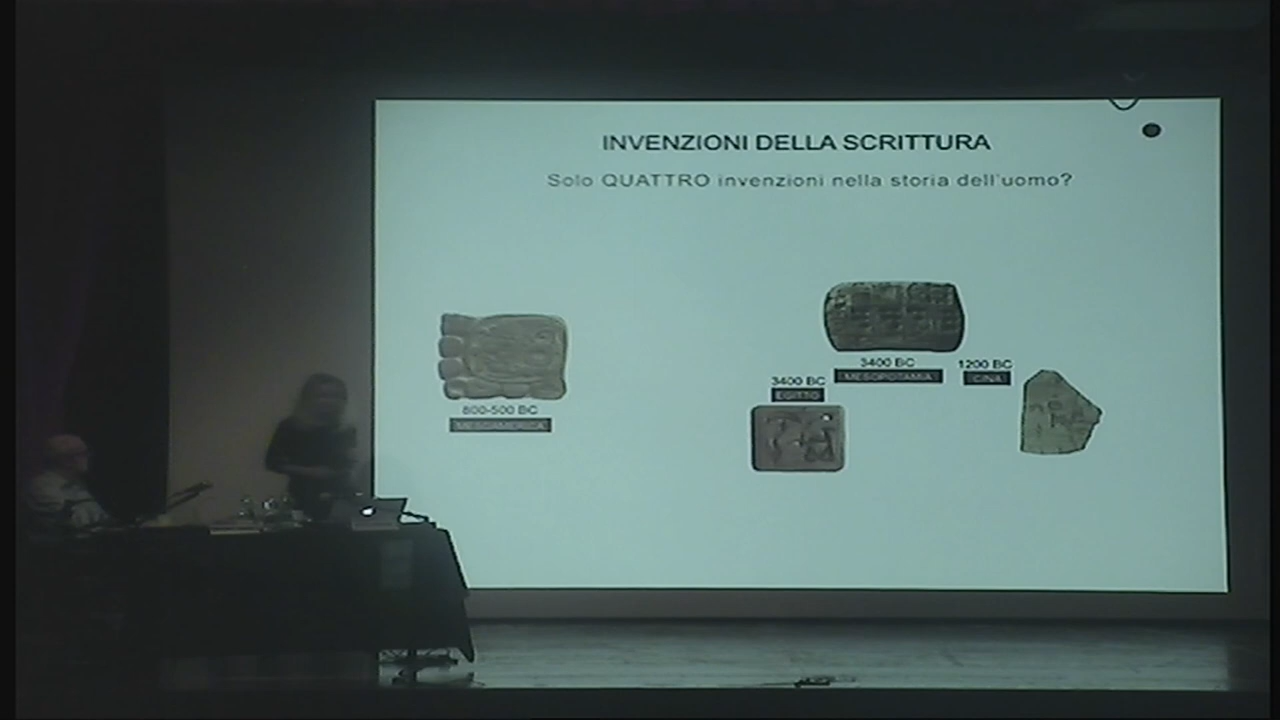 INVENZIONI DELLA SCRITTURA
Solo QUATTRO invenzioni nella storia dell'uomo?
800-500 BC
MESOAMERICA
3400 BC
EGITTO
3400 BC
MESOPOTAMIA
1200 BC
CINA